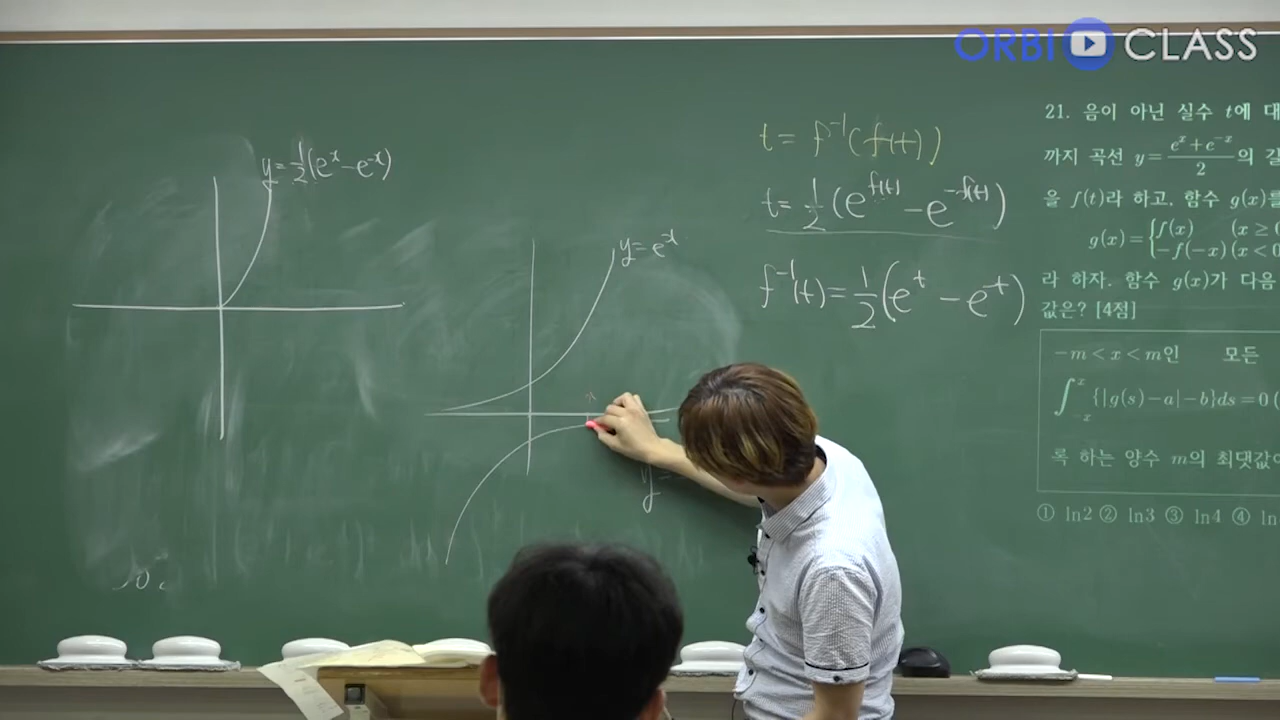 ORBI CLASS
y=½(eˣ-e⁻ˣ)
y=eˣ
y
t=f⁻¹(f(t))
t=½(e^f(t)-e^-f(t))
f⁻¹(t)=½(eᵗ-e⁻ᵗ)
21. 음이 아닌 실수 t에 대
까지 곡선 y=(eˣ+e⁻ˣ)/2의 길
을 f(t)라 하고, 함수 g(x)를
g(x)={f(x) (x≥
-f(-x)(x<0
라 하자. 함수 g(x)가 다음
값은? [4점]
-m<x<m인 모든
∫₋ₓˣ{|g(s)-a|-b}ds=0 (
록 하는 양수 m의 최댓값
① ln2 ② ln3 ③ ln4 ④ ln